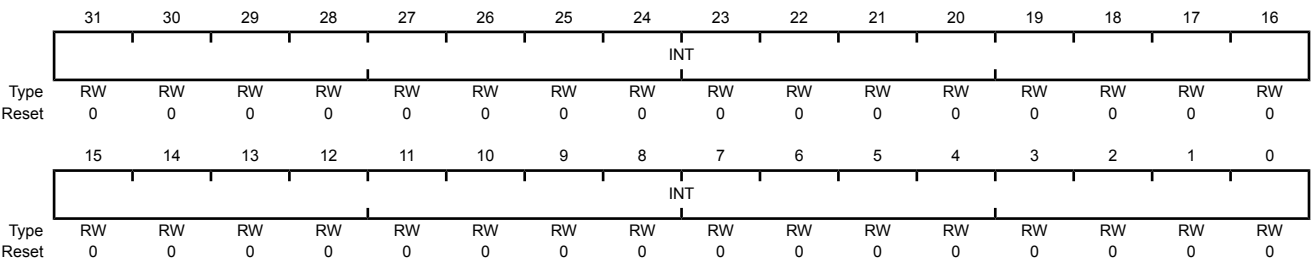 31 30 29 28 27 26 25 24 23 22 21 20 19 18 17 16
INT
Type RW RW RW RW RW RW RW RW RW RW RW RW RW RW RW RW
Reset 0 0 0 0 0 0 0 0 0 0 0 0 0 0 0 0
15 14 13 12 11 10 9 8 7 6 5 4 3 2 1 0
INT
Type RW RW RW RW RW RW RW RW RW RW RW RW RW RW RW RW
Reset 0 0 0 0 0 0 0 0 0 0 0 0 0 0 0 0